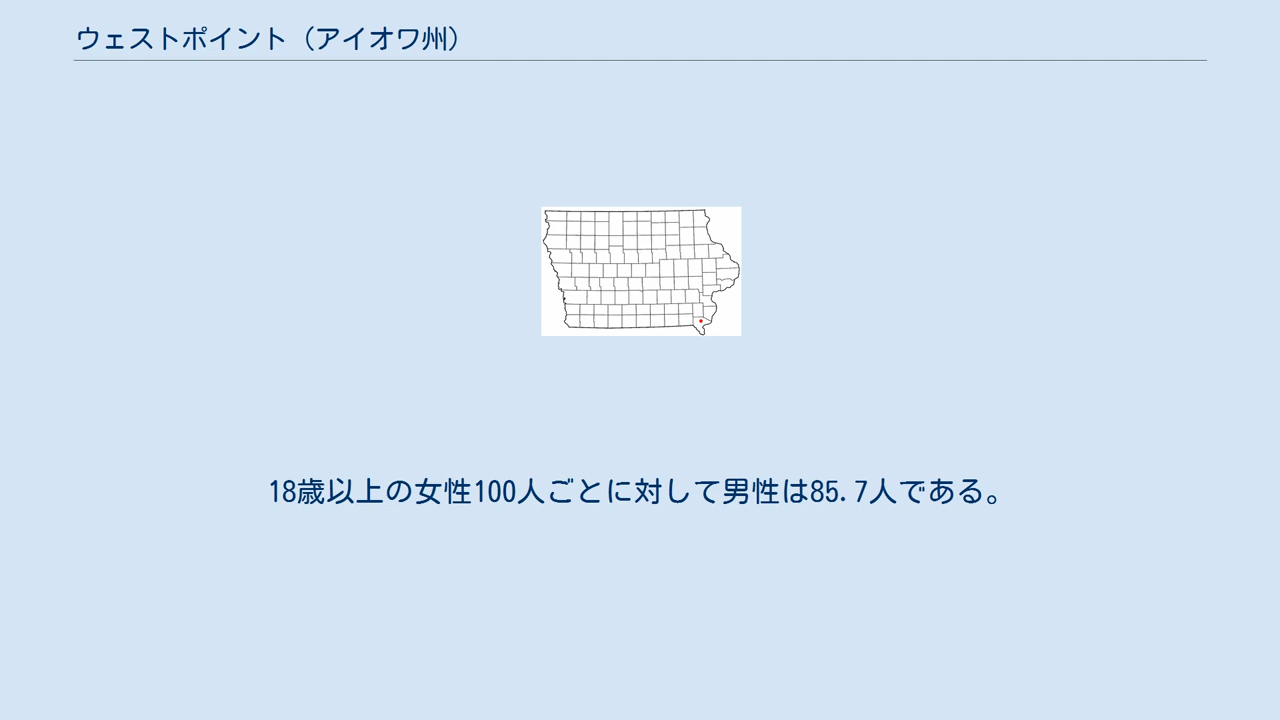 ウェストポイント（アイオワ州）
18歳以上の女性100人ごとに対して男性は85.7人である。